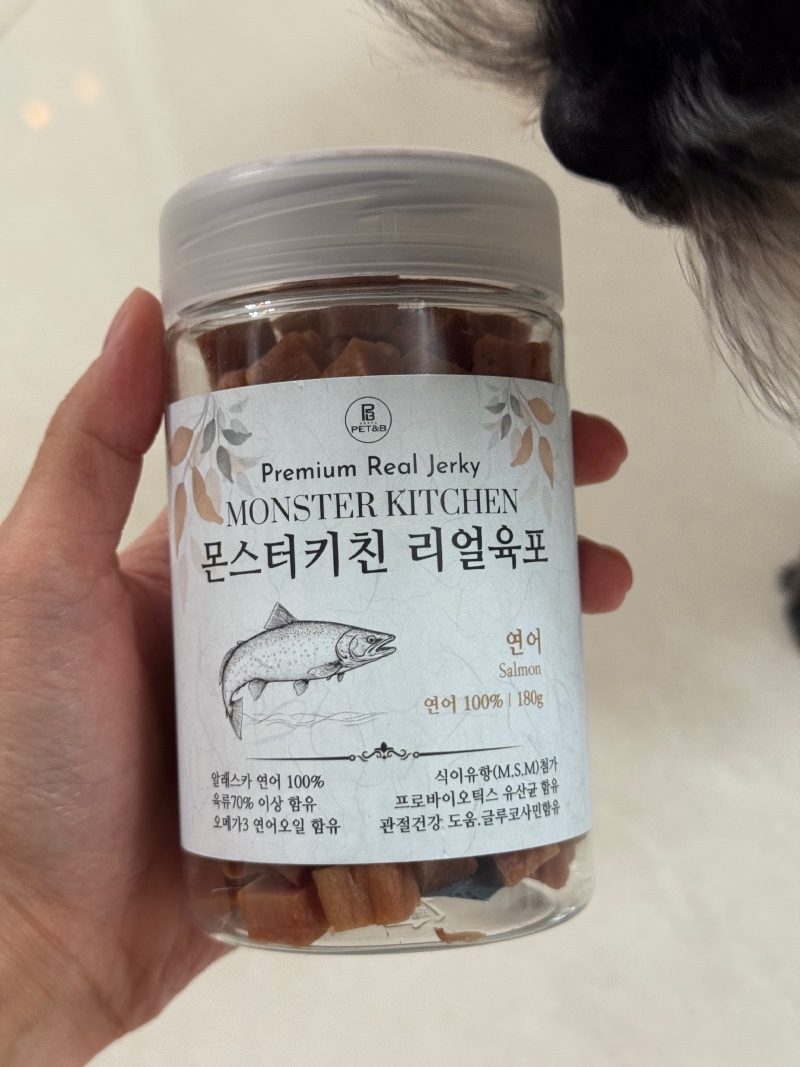 PB
PET&B
Premium Real Jerky
MONSTER KITCHEN
몬스터키친 리얼육포
연어
Salmon
연어 100% | 180g
알래스카 연어 100%
육류70% 이상 함유
오메가3 연어오일 함유
식이유황(M.S.M)첨가
프로바이오틱스 유산균 함유
관절건강 도움.글루코사민함유